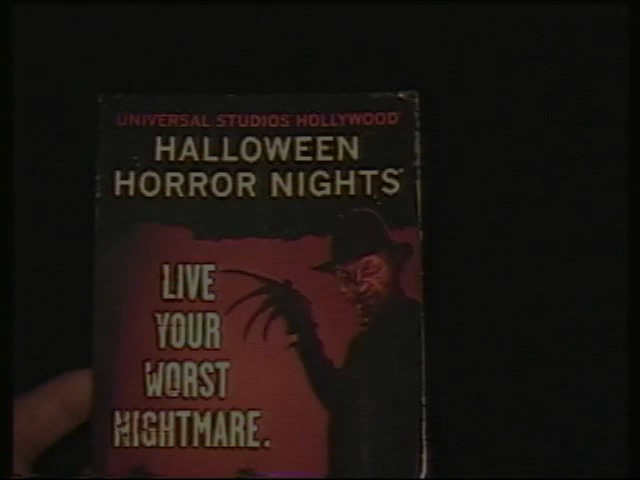 UNIVERSAL STUDIOS HOLLYWOOD
HALLOWEEN
HORROR NIGHTS
LIVE
YOUR
WORST
NIGHTMARE.